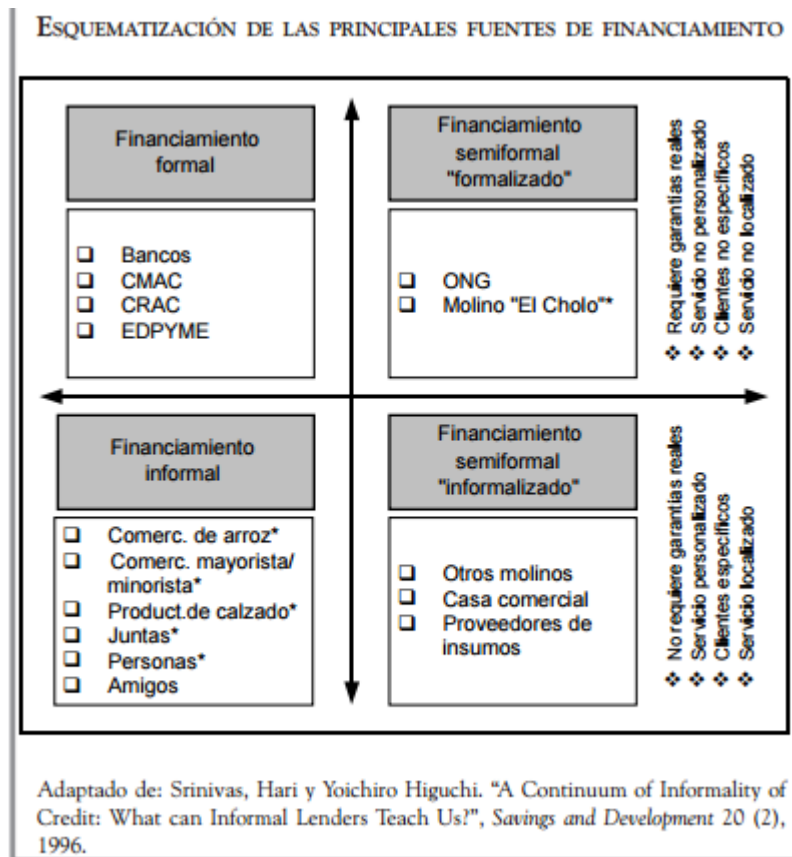 ESQUEMATIZACIÓN DE LAS PRINCIPALES FUENTES DE FINANCIAMIENTO
Financiamiento
formal
❑ Bancos
❑ CMAC
❑ CRAC
❑ EDPYME
Financiamiento
semiformal
"formalizado"
❑ ONG
❑ Molino "El Cholo"*
❖ Requiere garantías reales
❖ Servicio no personalizado
❖ Clientes no específicos
❖ Servicio no localizado
Financiamiento
informal
❑ Comerc. de arroz*
❑ Comerc. mayorista/
minorista*
❑ Product.de calzado*
❑ Juntas*
❑ Personas*
❑ Amigos
Financiamiento
semiformal
"informalizado"
❑ Otros molinos
❑ Casa comercial
❑ Proveedores de
insumos
❖ No requiere garantías reales
❖ Servicio personalizado
❖ Clientes específicos
❖ Servicio localizado
Adaptado de: Srinivas, Hari y Yoichiro Higuchi. “A Continuum of Informality of
Credit: What can Informal Lenders Teach Us?”, Savings and Development 20 (2),
1996.